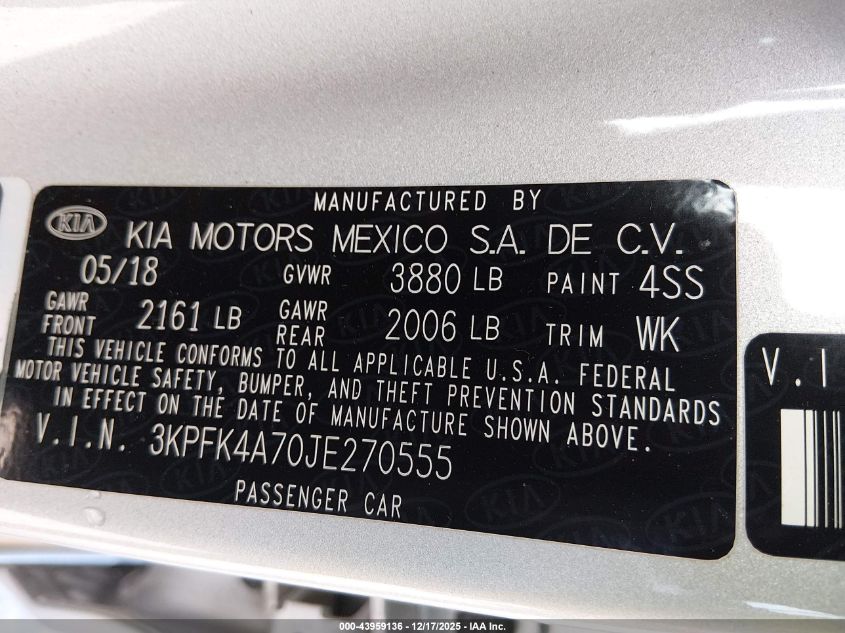 MANUFACTURED BY
KIA KIA MOTORS MEXICO S.A. DE C.V.
05/18 GVWR 3880 LB PAINT 4SS
GAWR FRONT 2161 LB GAWR REAR 2006 LB TRIM WK
THIS VEHICLE CONFORMS TO ALL APPLICABLE U.S.A. FEDERAL
MOTOR VEHICLE SAFETY, BUMPER, AND THEFT PREVENTION STANDARDS
IN EFFECT ON THE DATE OF MANUFACTURE SHOWN ABOVE.
V.I.N. 3KPFK4A70JE270555
PASSENGER CAR
V.I
000-43959136 - 12/17/2025 - IAA Inc.